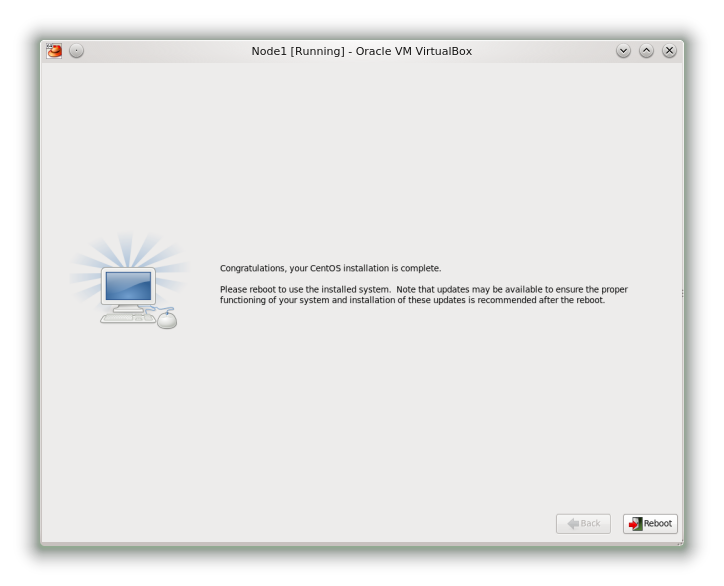 Node1 [Running] - Oracle VM VirtualBox
Congratulations, your CentOS installation is complete.
Please reboot to use the installed system.  Note that updates may be available to ensure the proper
functioning of your system and installation of these updates is recommended after the reboot.
Back
Reboot